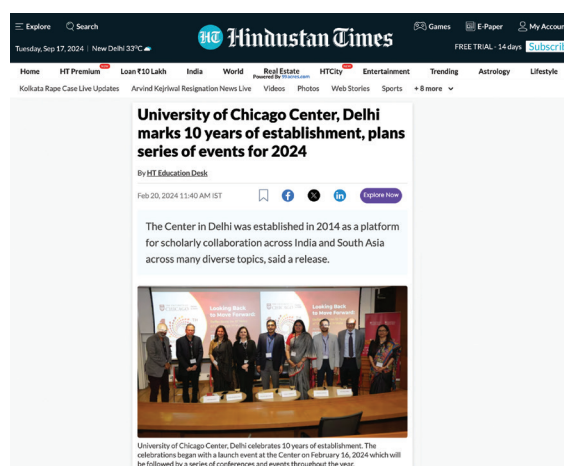 Explore Search
HT Hindustan Times
Games E-Paper My Accoun
Tuesday, Sep 17, 2024 | New Delhi 33°C
FREE TRIAL - 14 days Subscrib
Home HT Premium Loan ₹10 Lakh India World Real Estate HTCity Entertainment Trending Astrology Lifestyle
Powered By 99acres.com
Kolkata Rape Case Live Updates Arvind Kejriwal Resignation News Live Videos Photos Web Stories Sports + 8 more
University of Chicago Center, Delhi
marks 10 years of establishment, plans
series of events for 2024
By HT Education Desk
Feb 20, 2024 11:40 AM IST
Explore Now
The Center in Delhi was established in 2014 as a platform
for scholarly collaboration across India and South Asia
across many diverse topics, said a release.
Looking Back
to Move Forward:
Looking Back
to Move Forward:
University of Chicago Center, Delhi celebrates 10 years of establishment. The
celebrations began with a launch event at the Center on February 16, 2024 which will
be followed by a series of conferences and events throughout the year